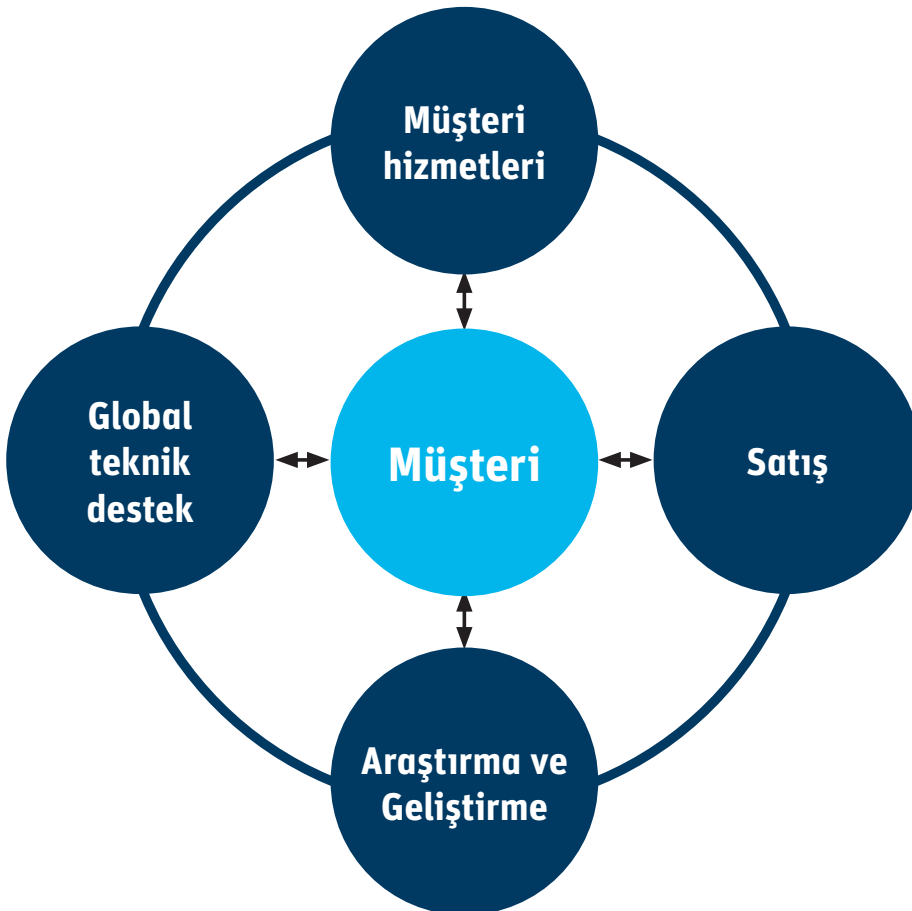 Müşteri
hizmetleri
Global
teknik
destek
Müşteri
Satış
Araştırma ve
Geliştirme